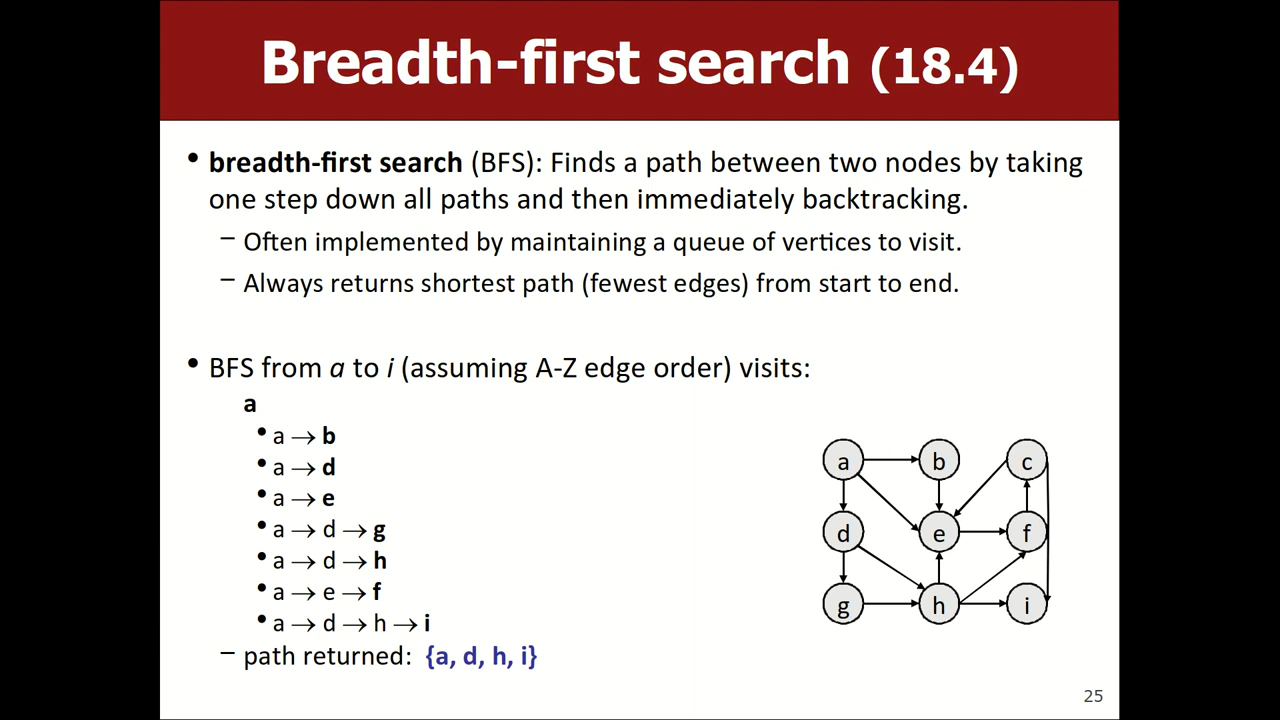 Breadth-first search (18.4)
• breadth-first search (BFS): Finds a path between two nodes by taking
one step down all paths and then immediately backtracking.
– Often implemented by maintaining a queue of vertices to visit.
– Always returns shortest path (fewest edges) from start to end.
• BFS from a to i (assuming A-Z edge order) visits:
a
• a → b
• a → d
• a → e
• a → d → g
• a → d → h
• a → e → f
• a → d → h → i
– path returned: {a, d, h, i}
a b c
d e f
g h i
25